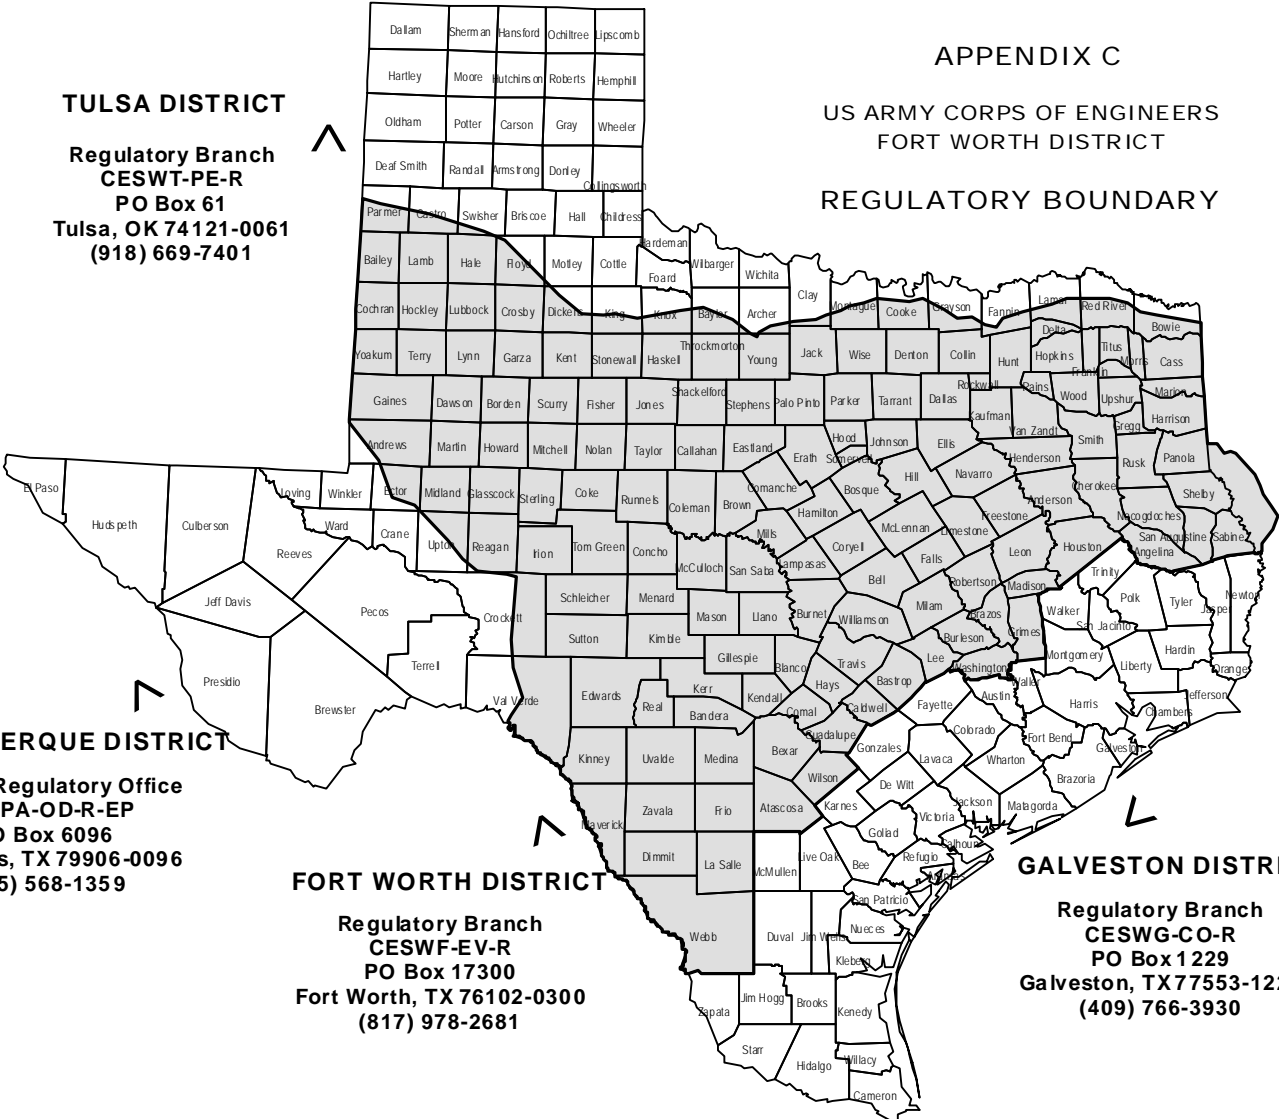 APPENDIX C
US ARMY CORPS OF ENGINEERS
FORT WORTH DISTRICT
REGULATORY BOUNDARY
TULSA DISTRICT
Regulatory Branch
CESWT-PE-R
PO Box 61
Tulsa, OK 74121-0061
(918) 669-7401
Dallam Sherman Hansford Ochiltree Lipscomb
Hartley Moore Hutchinson Roberts Hemphill
Oldham Potter Carson Gray Wheeler
Deaf Smith Randall Armstrong Donley Collingsworth
Parmer Castro Swisher Briscoe Hall Childress
Hardeman
Bailey Lamb Hale Floyd Motley Cottle Foard Wilbarger Wichita Clay
Cochran Hockley Lubbock Crosby Dickens King Knox Baylor Archer Montague Cooke Grayson Fannin Lamar Red River Bowie
Delta Titus Morris Cass
Yoakum Terry Lynn Garza Kent Stonewall Haskell Throckmorton Young Jack Wise Denton Collin Hunt Hopkins Franklin
Gaines Dawson Borden Scurry Fisher Jones Shackelford Stephens Palo Pinto Parker Tarrant Dallas Rockwall Rains Wood Upshur Marion
Kaufman Van Zandt Gregg Harrison
Andrews Martin Howard Mitchell Nolan Taylor Callahan Eastland Erath Hood Somervell Johnson Ellis Henderson Smith Rusk Panola
El Paso Loving Winkler Ector Midland Glasscock Sterling Coke Runnels Coleman Brown Comanche Bosque Hill Navarro Anderson Cherokee Shelby
Hudspeth Culberson Reeves Ward Crane Upton Reagan Irion Tom Green Concho Mills Hamilton McLennan Limestone Freestone Nacogdoches San Augustine Sabine
McCulloch San Saba Lampasas Coryell Bell Falls Leon Houston Angelina
Jeff Davis Pecos Crockett Schleicher Menard Mason Llano Burnet Williamson Milam Robertson Madison Trinity
Walker San Jacinto Polk Tyler Jasper Newton
Sutton Kimble Gillespie Blanco Travis Lee Burleson Brazos Grimes Washington Montgomery Liberty Hardin Orange
Presidio Brewster Terrell Val Verde Edwards Real Kerr Bandera Kendall Hays Bastrop Caldwell Comal Guadalupe Fayette Austin Waller Harris Chambers Jefferson
Kinney Uvalde Medina Bexar Wilson Gonzales Lavaca Colorado Wharton Fort Bend Galveston Brazoria
Maverick Zavala Frio Atascosa Karnes De Witt Victoria Jackson Matagorda
Goliad Calhoun
Dimmit La Salle McMullen Live Oak Bee Refugio Aransas
San Patricio
Webb Duval Jim Wells Nueces
Kleberg
Zapata Jim Hogg Brooks Kenedy
Starr Hidalgo Willacy
Cameron
ERQUE DISTRICT
Regulatory Office
PA-OD-R-EP
O Box 6096
s, TX 79906-0096
5) 568-1359
FORT WORTH DISTRICT
Regulatory Branch
CESWF-EV-R
PO Box 17300
Fort Worth, TX 76102-0300
(817) 978-2681
GALVESTON DISTRI
Regulatory Branch
CESWG-CO-R
PO Box 1229
Galveston, TX 77553-122
(409) 766-3930